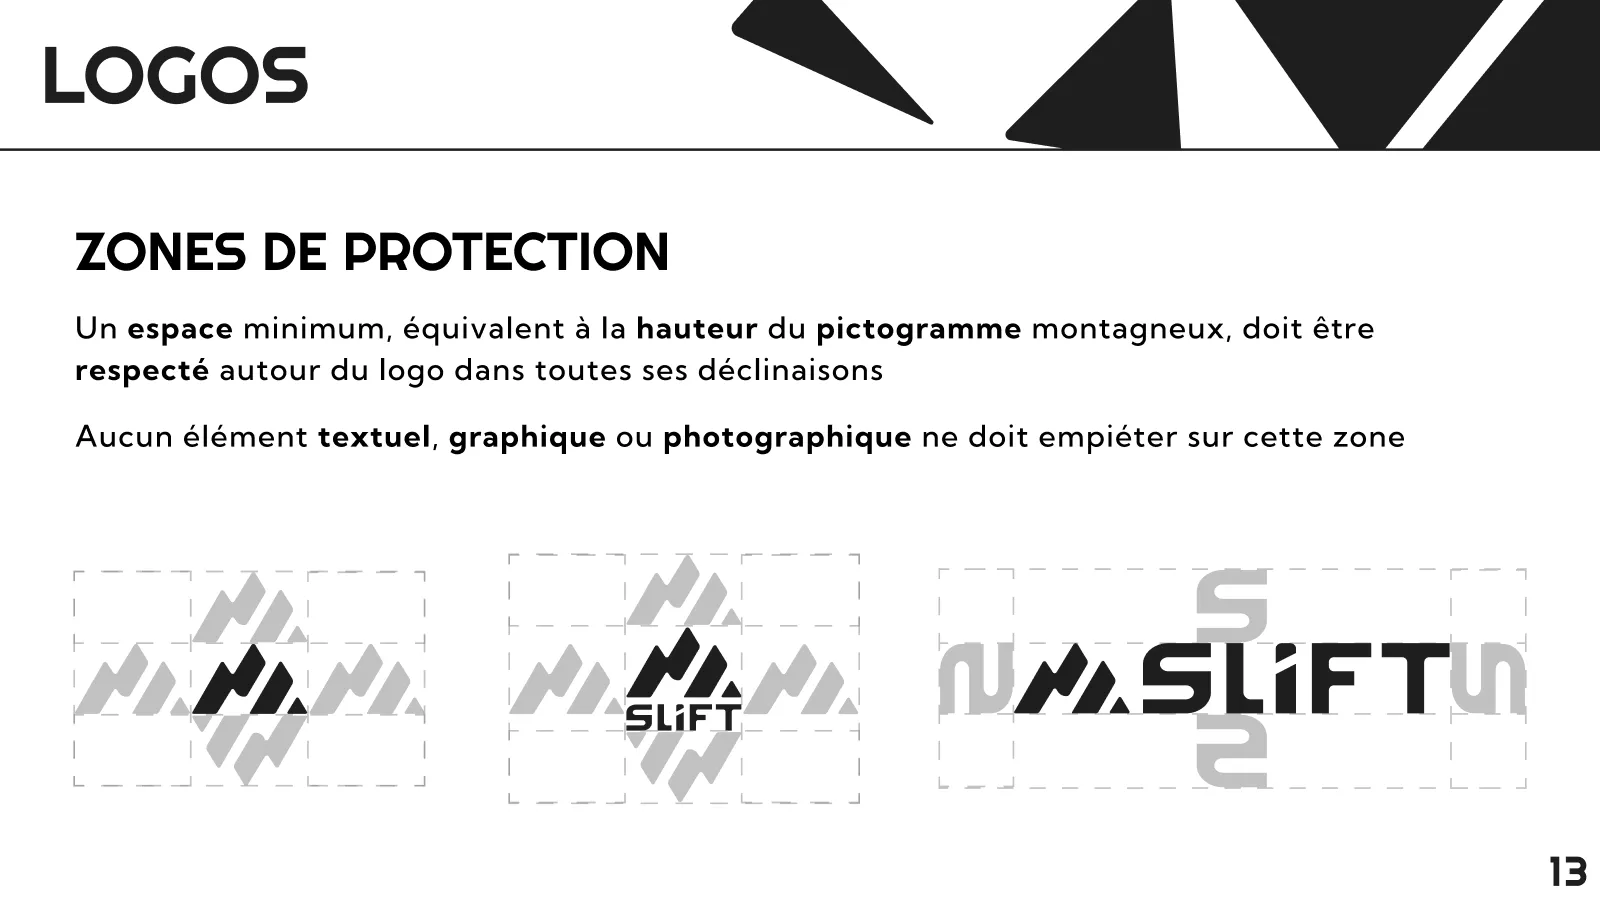 LOGOS
ZONES DE PROTECTION
Un espace minimum, équivalent à la hauteur du pictogramme montagneux, doit être
respecté autour du logo dans toutes ses déclinaisons
Aucun élément textuel, graphique ou photographique ne doit empiéter sur cette zone
SLiFT
SLiFT
13